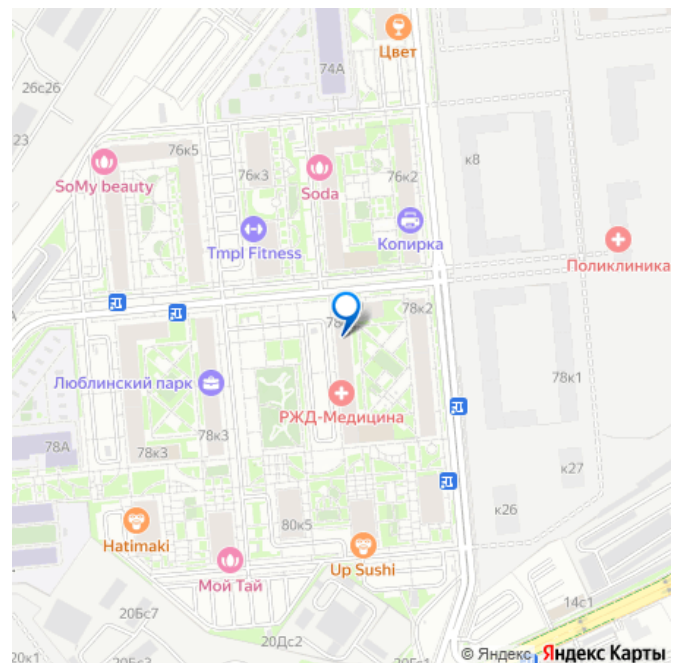 Цвет
74А
26с26
23
76к5
SoMy beauty
76к3
Soda
76к2
к8
Tmpl Fitness
Копирка
Поликлиника
78к2
78к1
Люблинский парк
РЖД-Медицина
78А
78к3
78к3
к27
к26
80к5
Hatimaki
Up Sushi
Мой Тай
14с1
20Бс7
20Дс2
20к1
© Яндекс Яндекс Карты